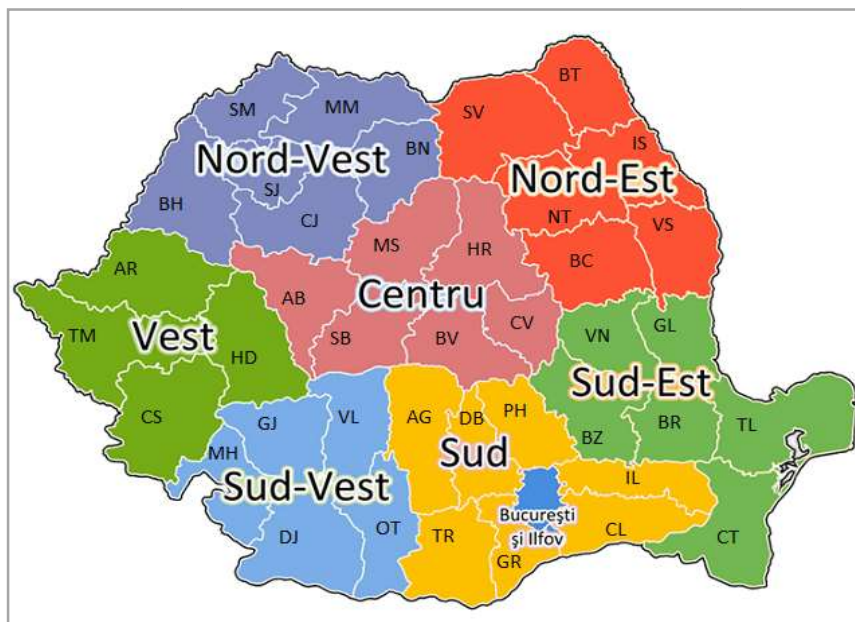 BT
SM
MM
SV
BN
IS
Nord-Vest
Nord-Est
SJ
BH
CJ
NT
VS
MS
HR
BC
AR
AB
Centru
TM
Vest
HD
SB
BV
CV
VN
GL
Sud-Est
CS
GJ
VL
AG
DB
PH
BZ
BR
TL
MH
Sud
Sud-Vest
IL
DJ
OT
TR
București
și Ilfov
GR
CL
CT